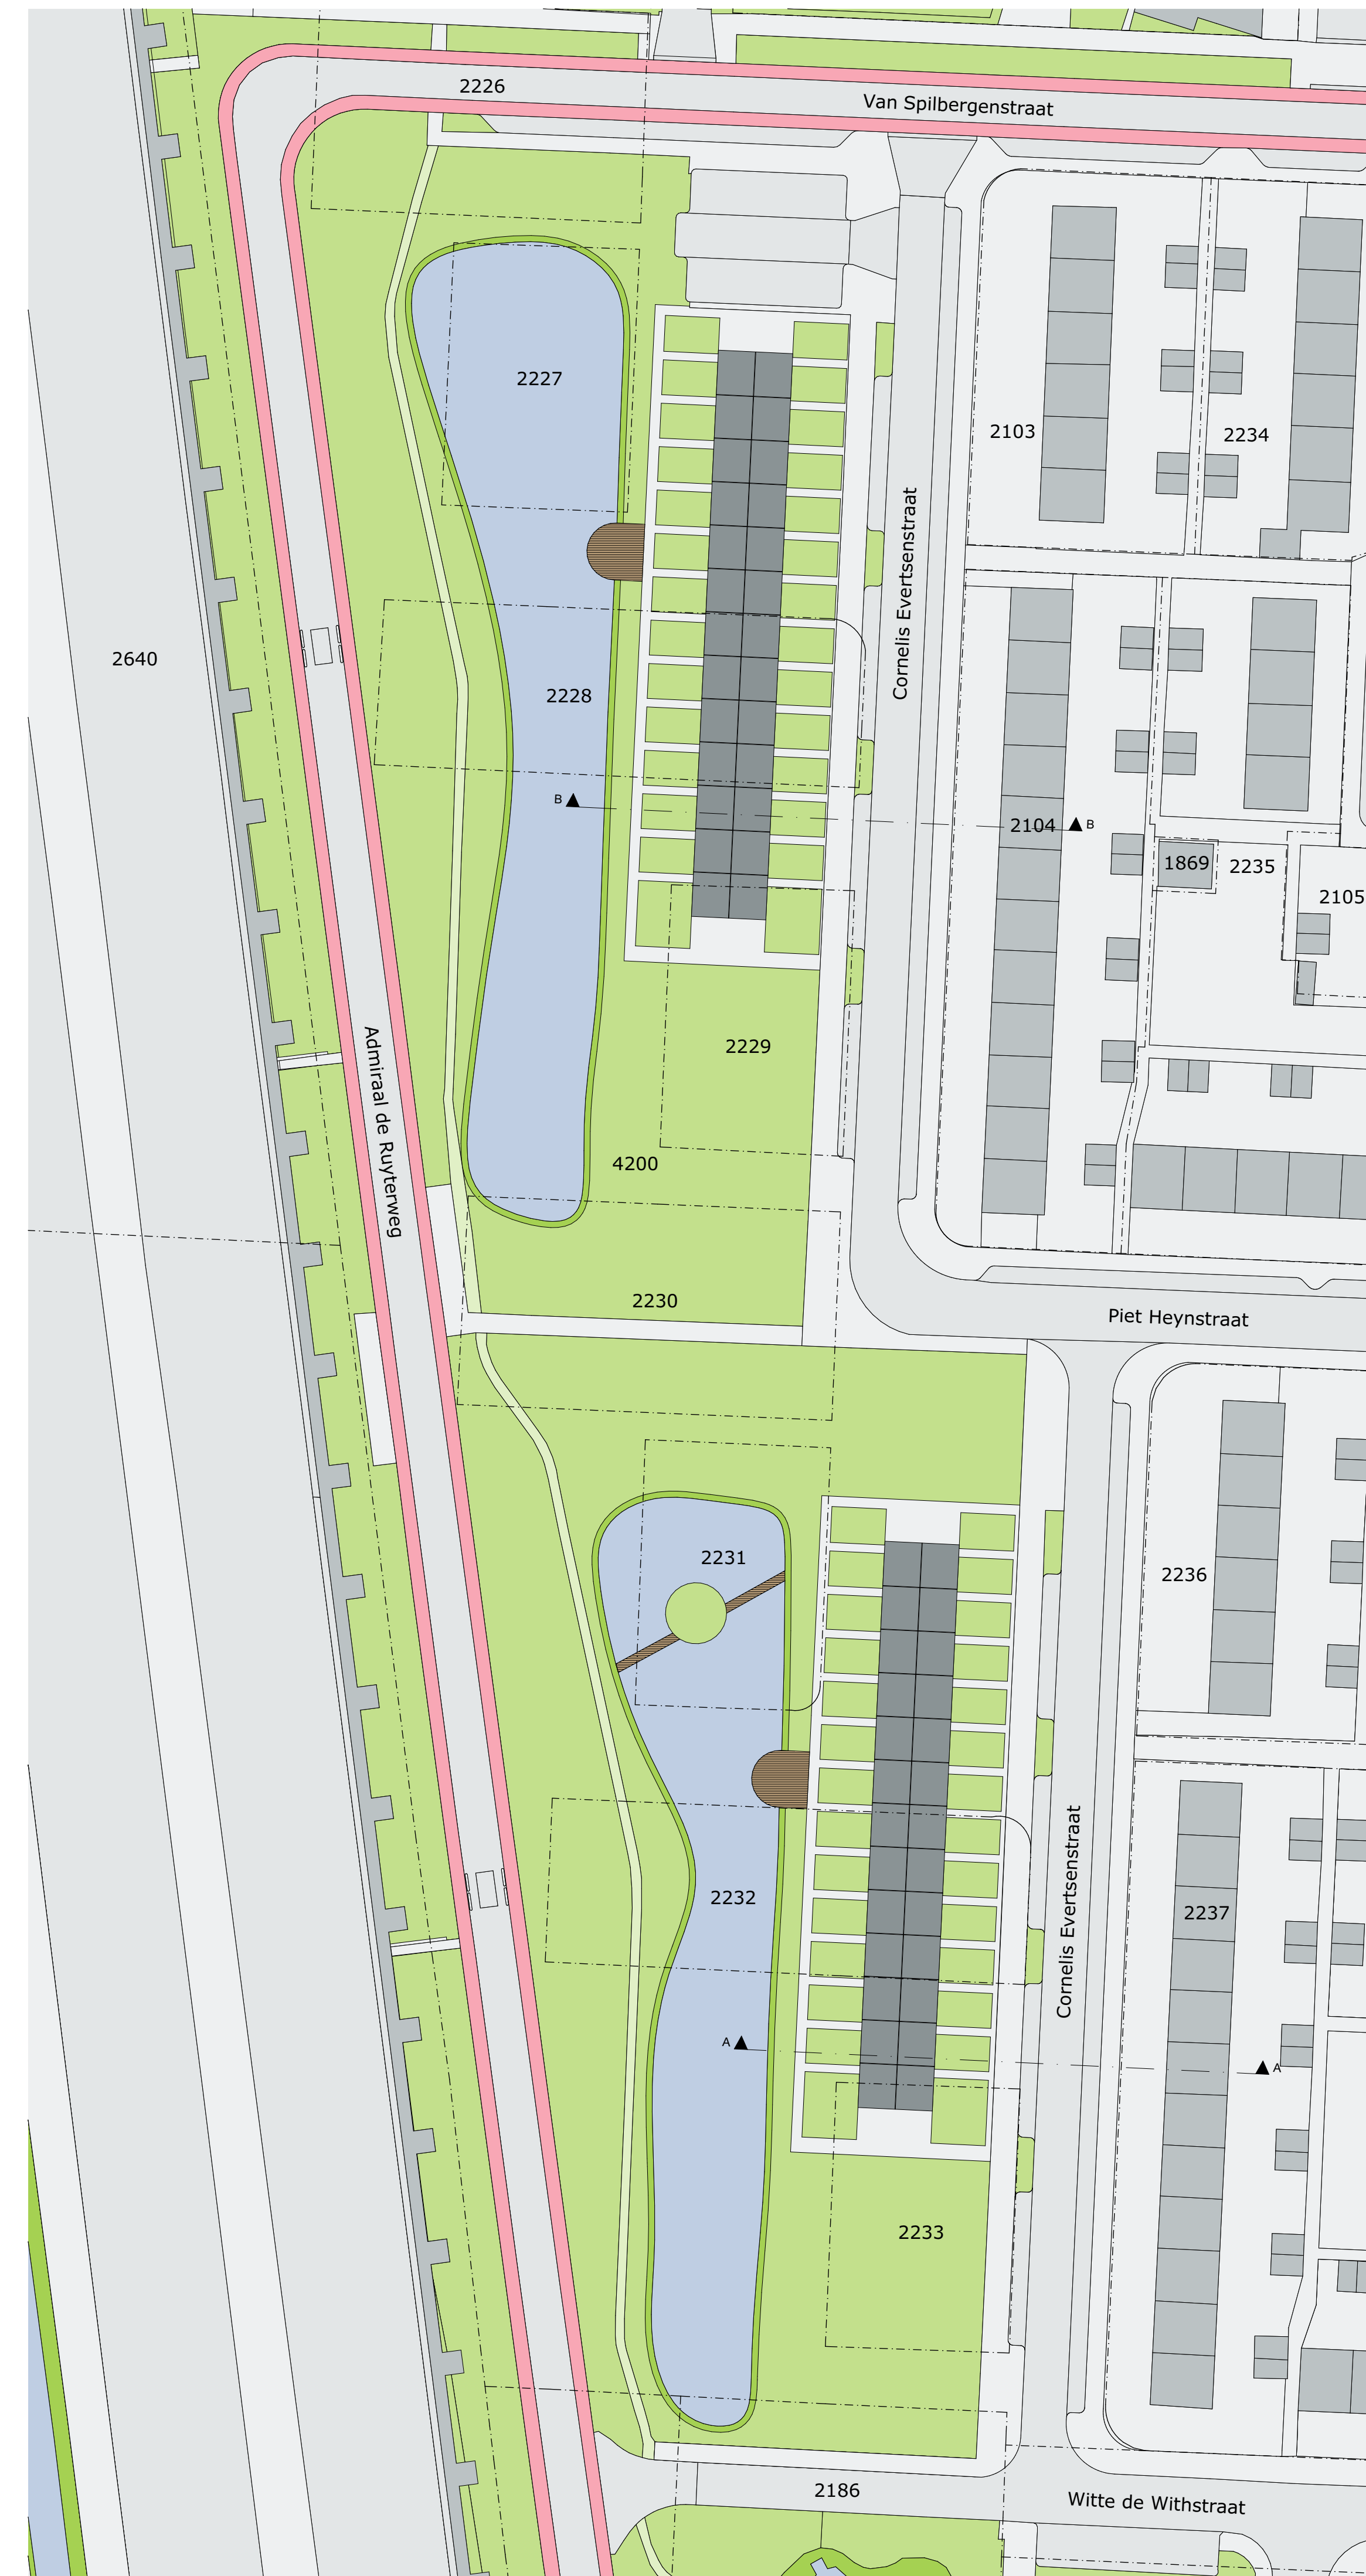 2226
Van Spilbergenstraat
2227
2103
2234
Cornelis Evertsenstraat
2640
2228
B
2104
B
1869
2235
2105
2229
Admiraal de Ruyterweg
4200
2230
Piet Heynstraat
2231
2236
Cornelis Evertsenstraat
2232
2237
A
A
2233
2186
Witte de Withstraat